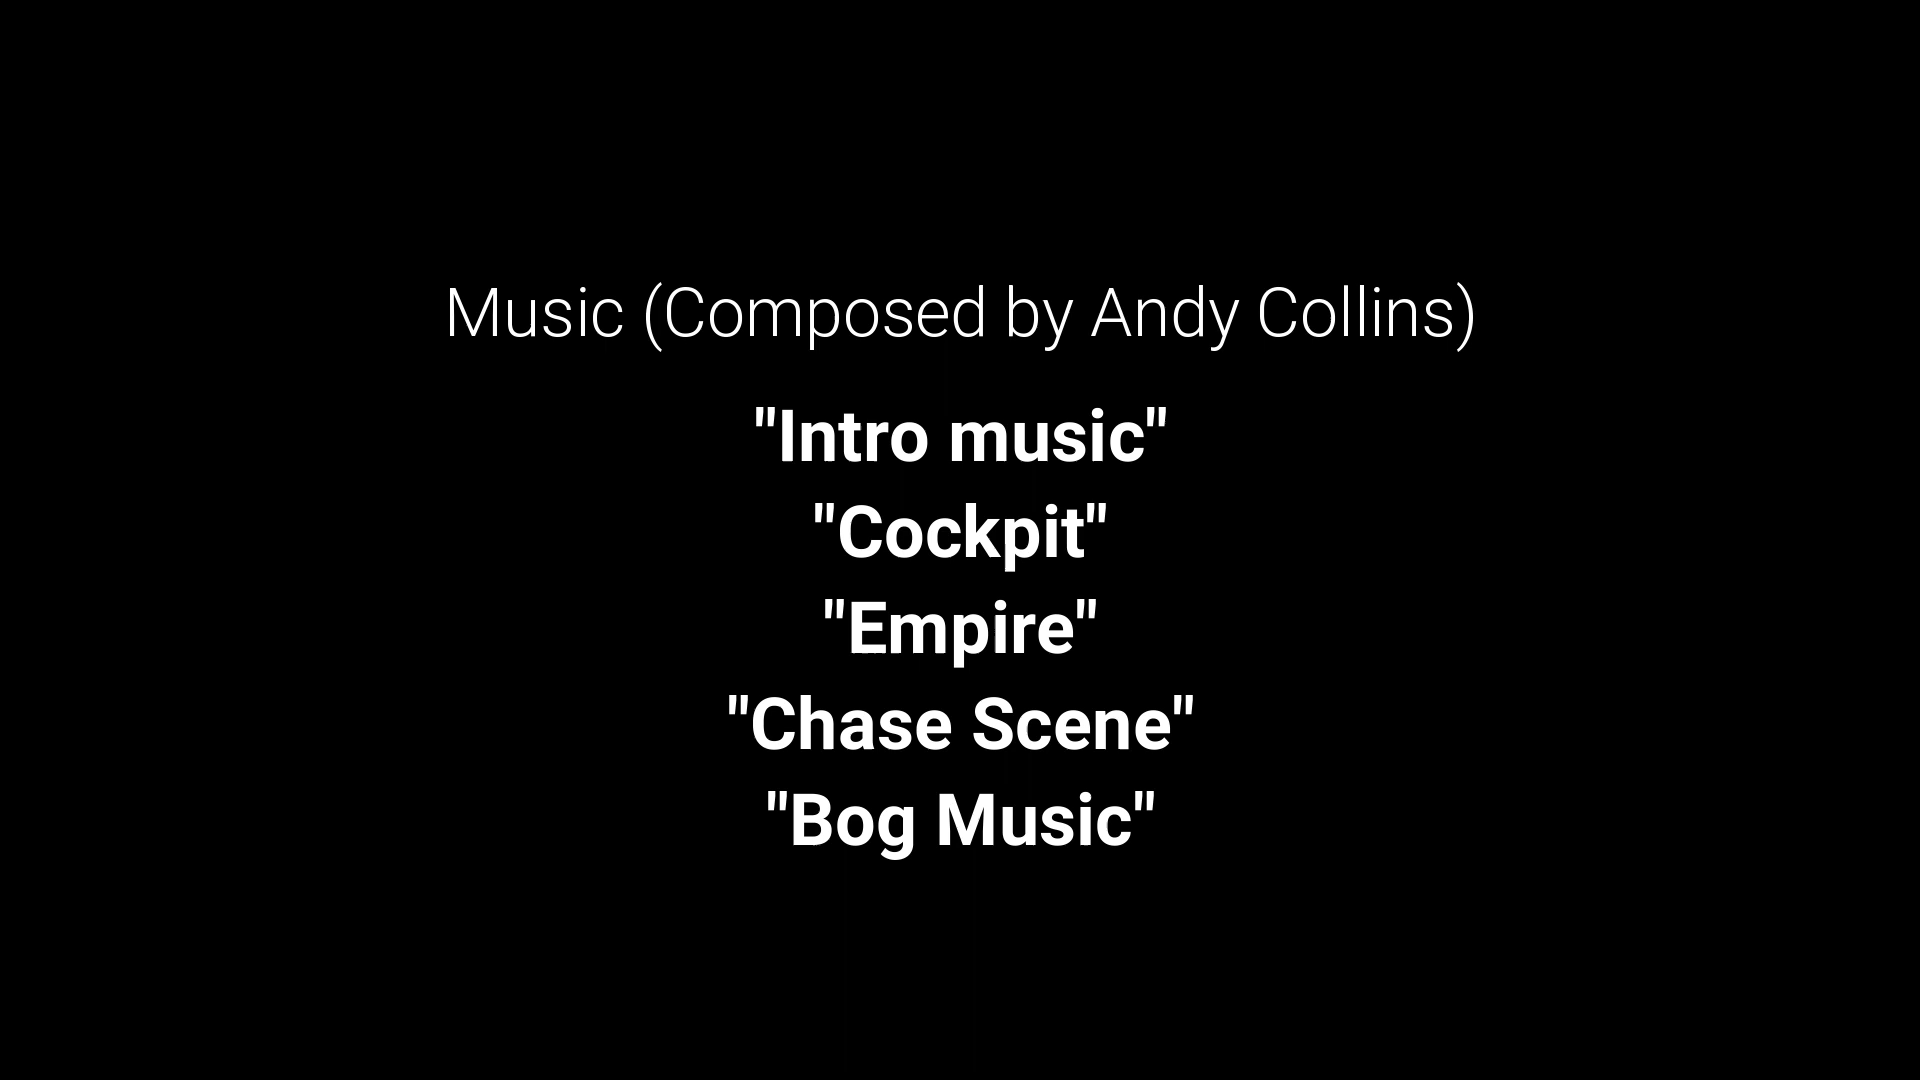 Music (Composed by Andy Collins)
"Intro music"
"Cockpit"
"Empire"
"Chase Scene"
"Bog Music"